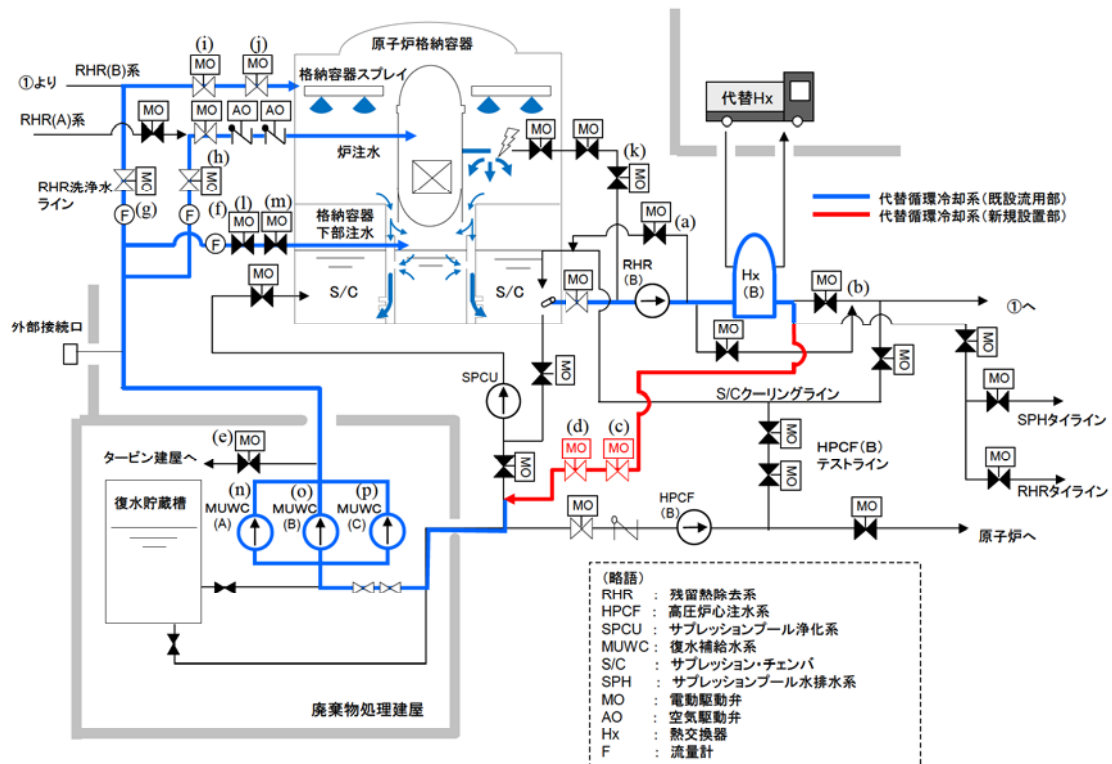 (i)
(j)
MO
MO
原子炉格納容器
①より
RHR(B)系
格納容器スプレイ
代替Hx
RHR(A)系
MO
MO
AO
AO
MO
MO
(k)
MO
炉注水
(h)
MO
MO
RHR洗浄水
ライン
F
(g)
F
(f)
F
(l)
MO
(m)
MO
格納容器
下部注水
代替循環冷却系(既設流用部)
代替循環冷却系(新規設置部)
MO
(a)
MO
S/C
S/C
MO
RHR
(B)
Hx
(B)
MO
(b)
①へ
外部接続口
MO
MO
MO
MO
SPCU
S/Cクーリングライン
MO
SPHタイライン
(d)
MO
(c)
MO
MO
HPCF(B)
テストライン
MO
MO
RHRタイライン
(e)
MO
タービン建屋へ
MO
復水貯蔵槽
(n)
MUWC
(A)
(o)
MUWC
(B)
(p)
MUWC
(C)
MO
HPCF
(B)
MO
原子炉へ
廃棄物処理建屋
(略語)
RHR : 残留熱除去系
HPCF : 高圧炉心注水系
SPCU : サプレッションプール浄化系
MUWC : 復水補給水系
S/C : サプレッション・チェンバ
SPH : サプレッションプール水排水系
MO : 電動駆動弁
AO : 空気駆動弁
Hx : 熱交換器
F : 流量計